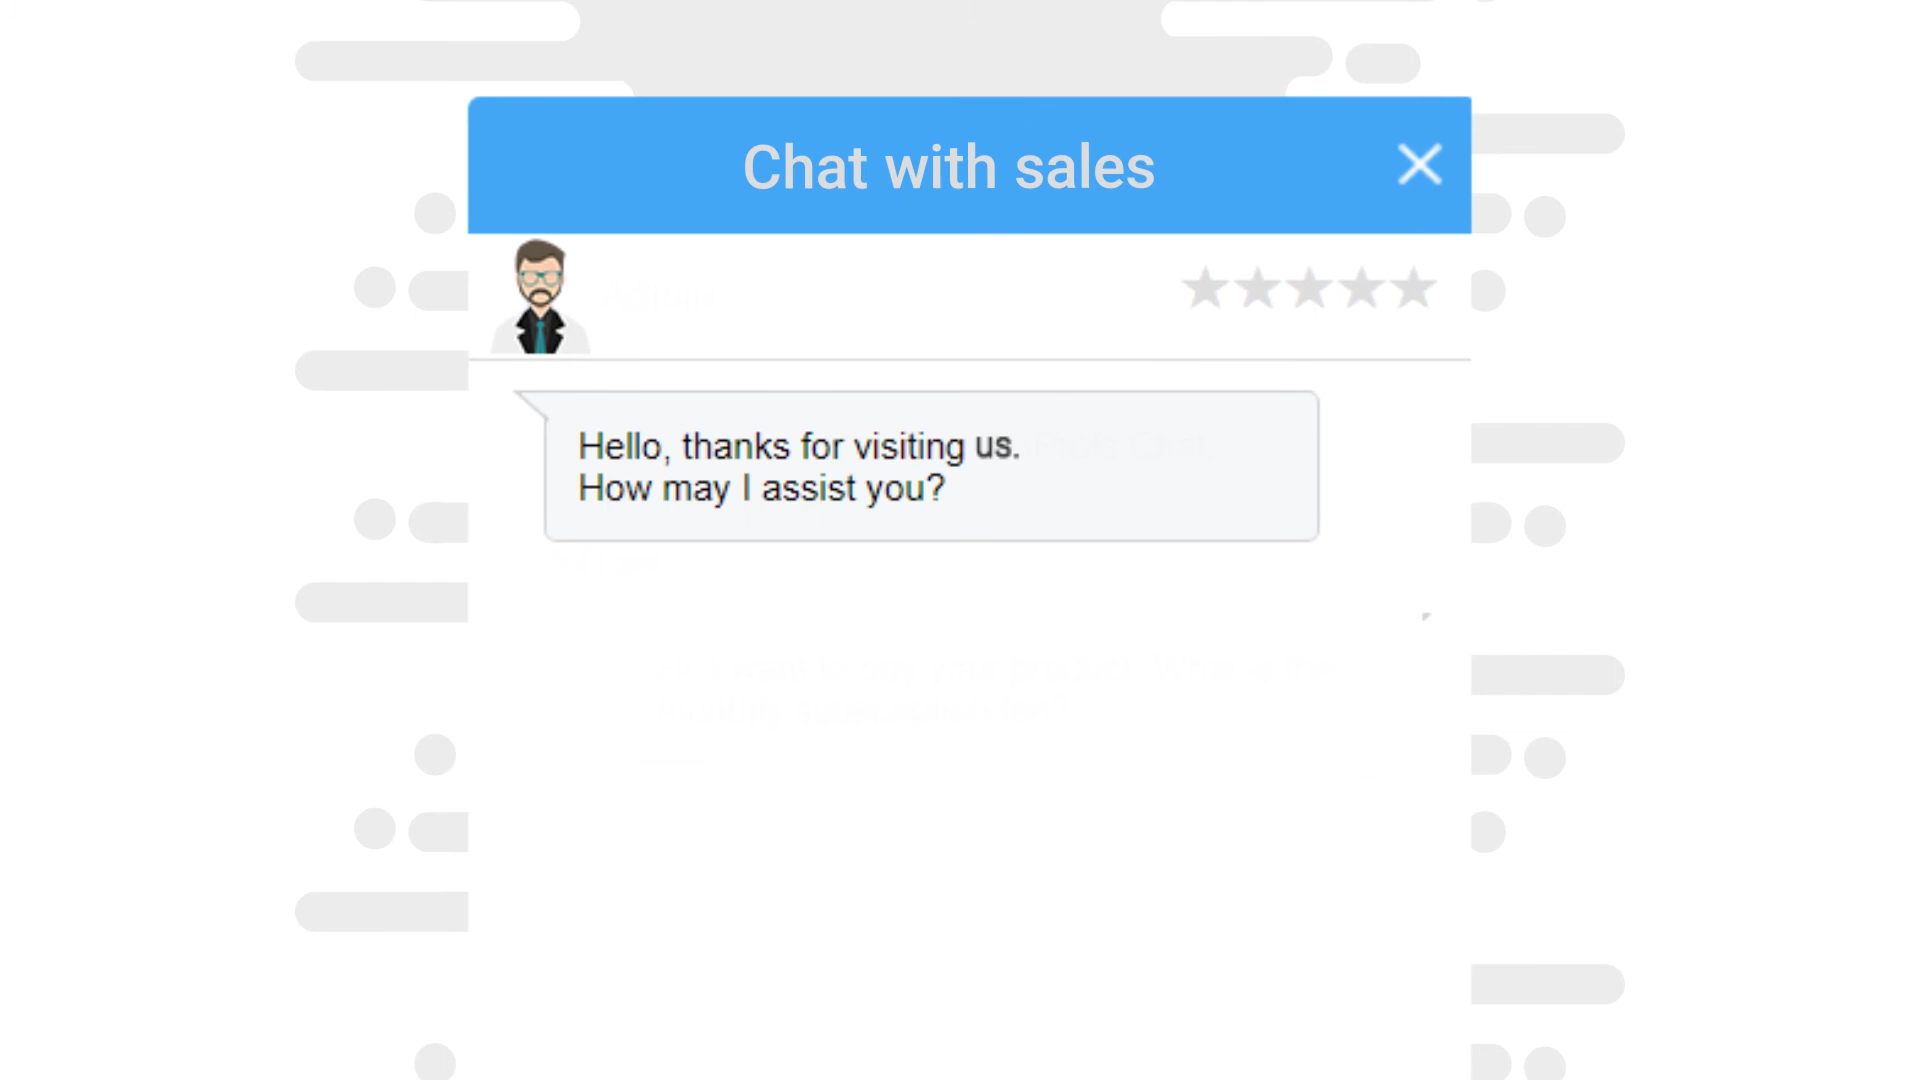 Chat with sales
Hello, thanks for visiting us.
How may I assist you?